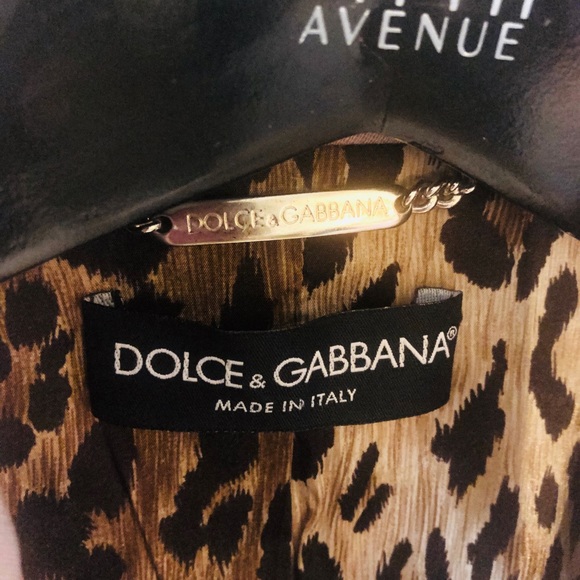 AVENUE
DOLCE & GABBANA
DOLCE & GABBANA®
MADE IN ITALY